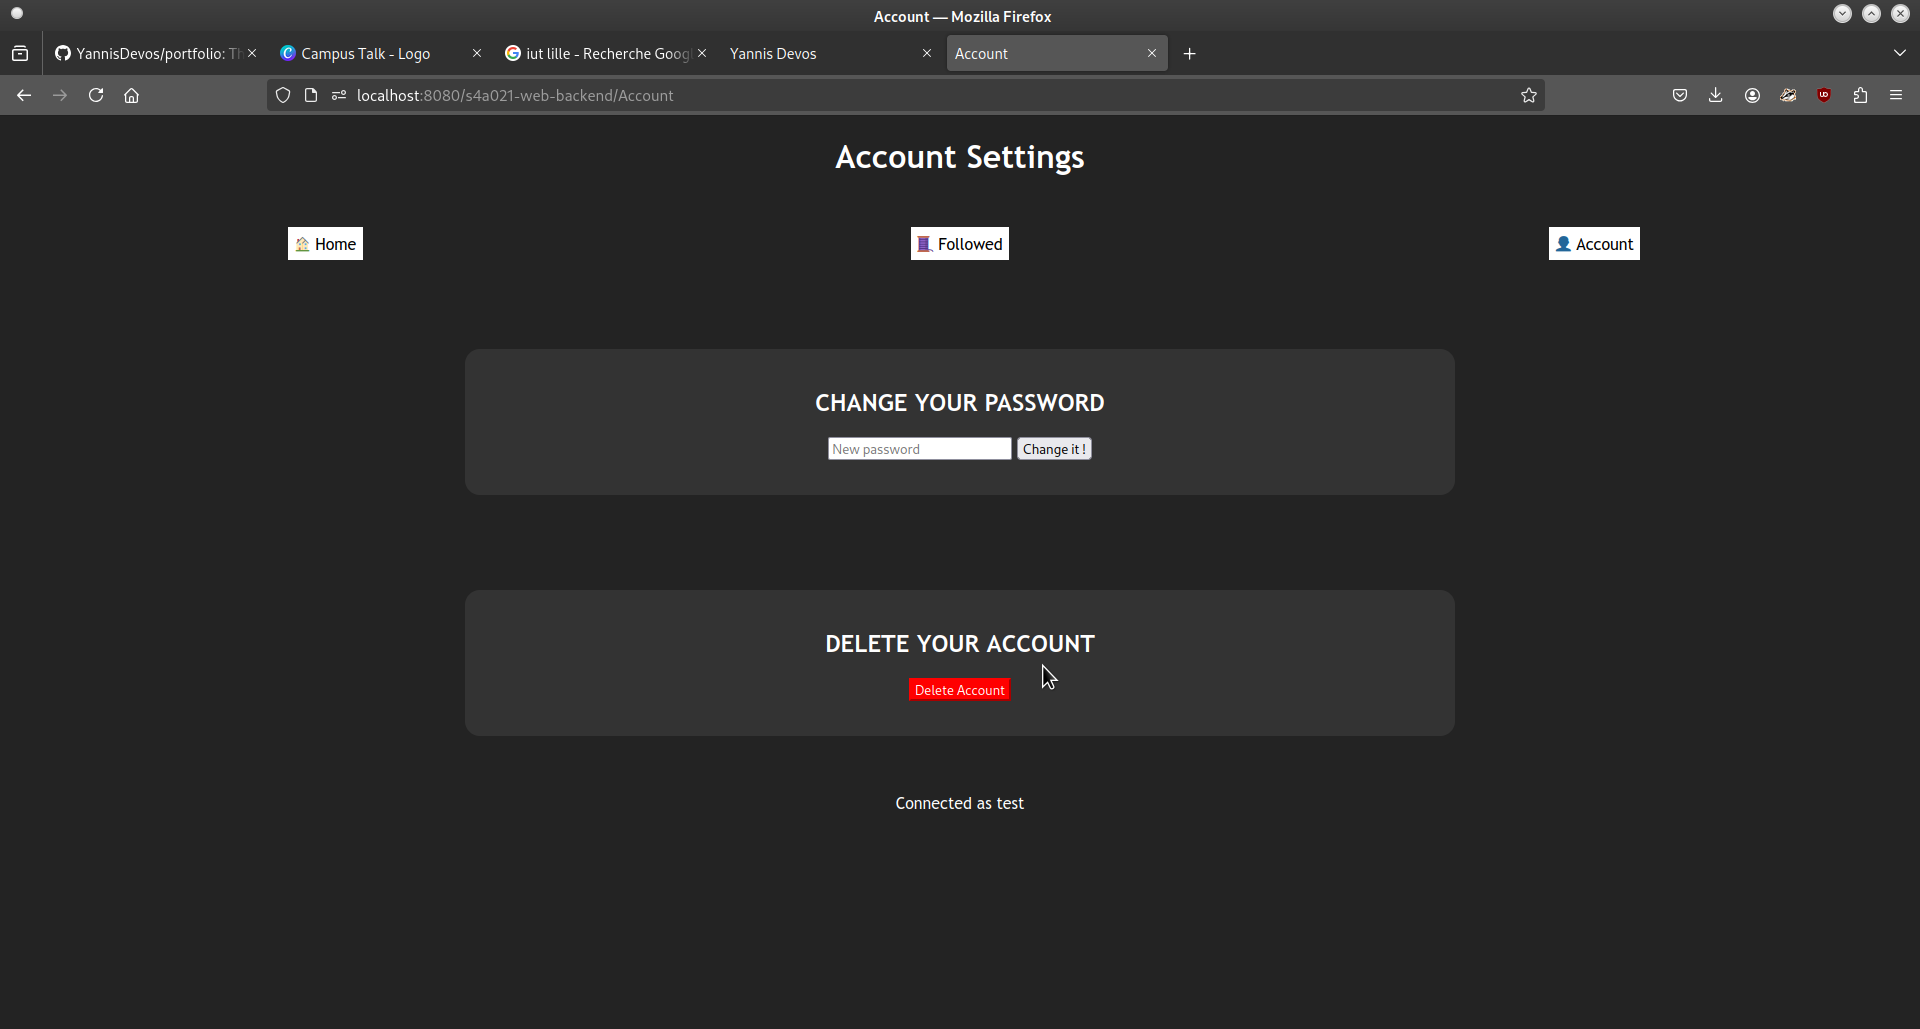 Account — Mozilla Firefox
YannisDevos/portfolio:
Campus Talk - Logo
iut lille - Recherche Goog
Yannis Devos
Account
localhost:8080/s4a021-web-backend/Account
Account Settings
🏠 Home
🧵 Followed
👤 Account
CHANGE YOUR PASSWORD
New password
Change it !
DELETE YOUR ACCOUNT
Delete Account
Connected as test